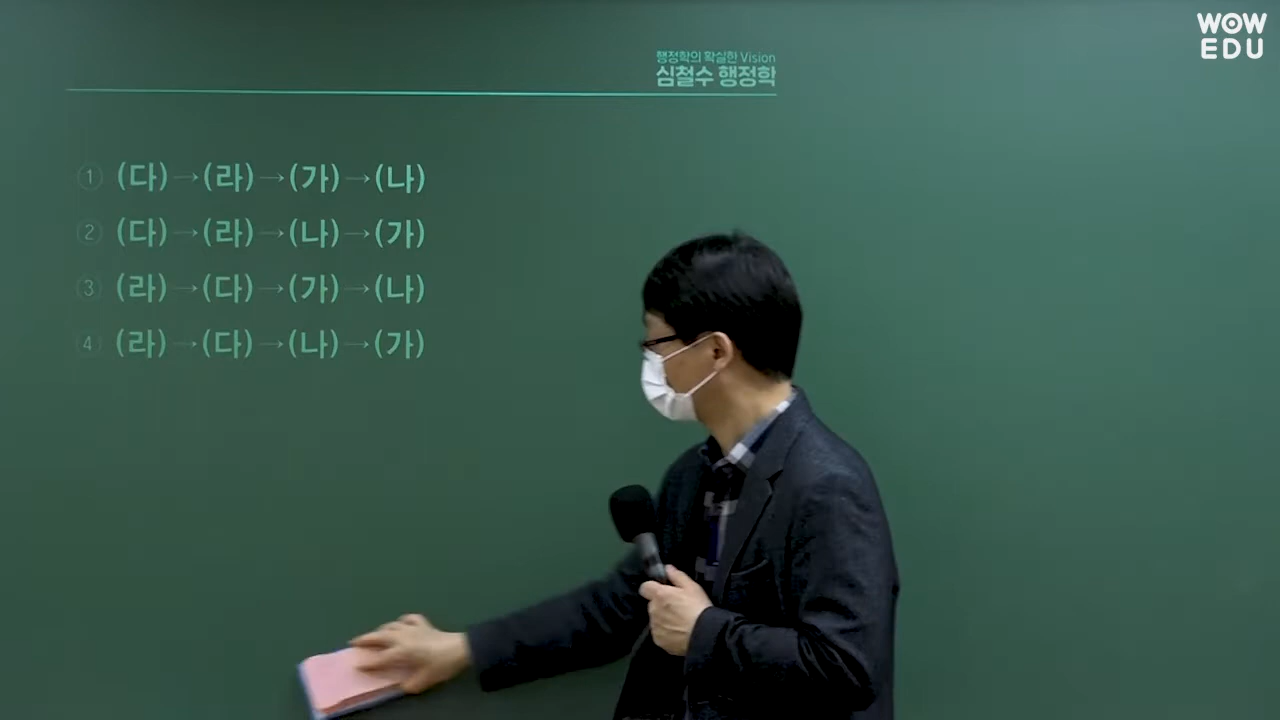 WOW
EDU
행정학의 확실한 Vision
심철수 행정학
① (다)→(라)→(가)→(나)
② (다)→(라)→(나)→(가)
③ (라)→(다)→(가)→(나)
④ (라)→(다)→(나)→(가)